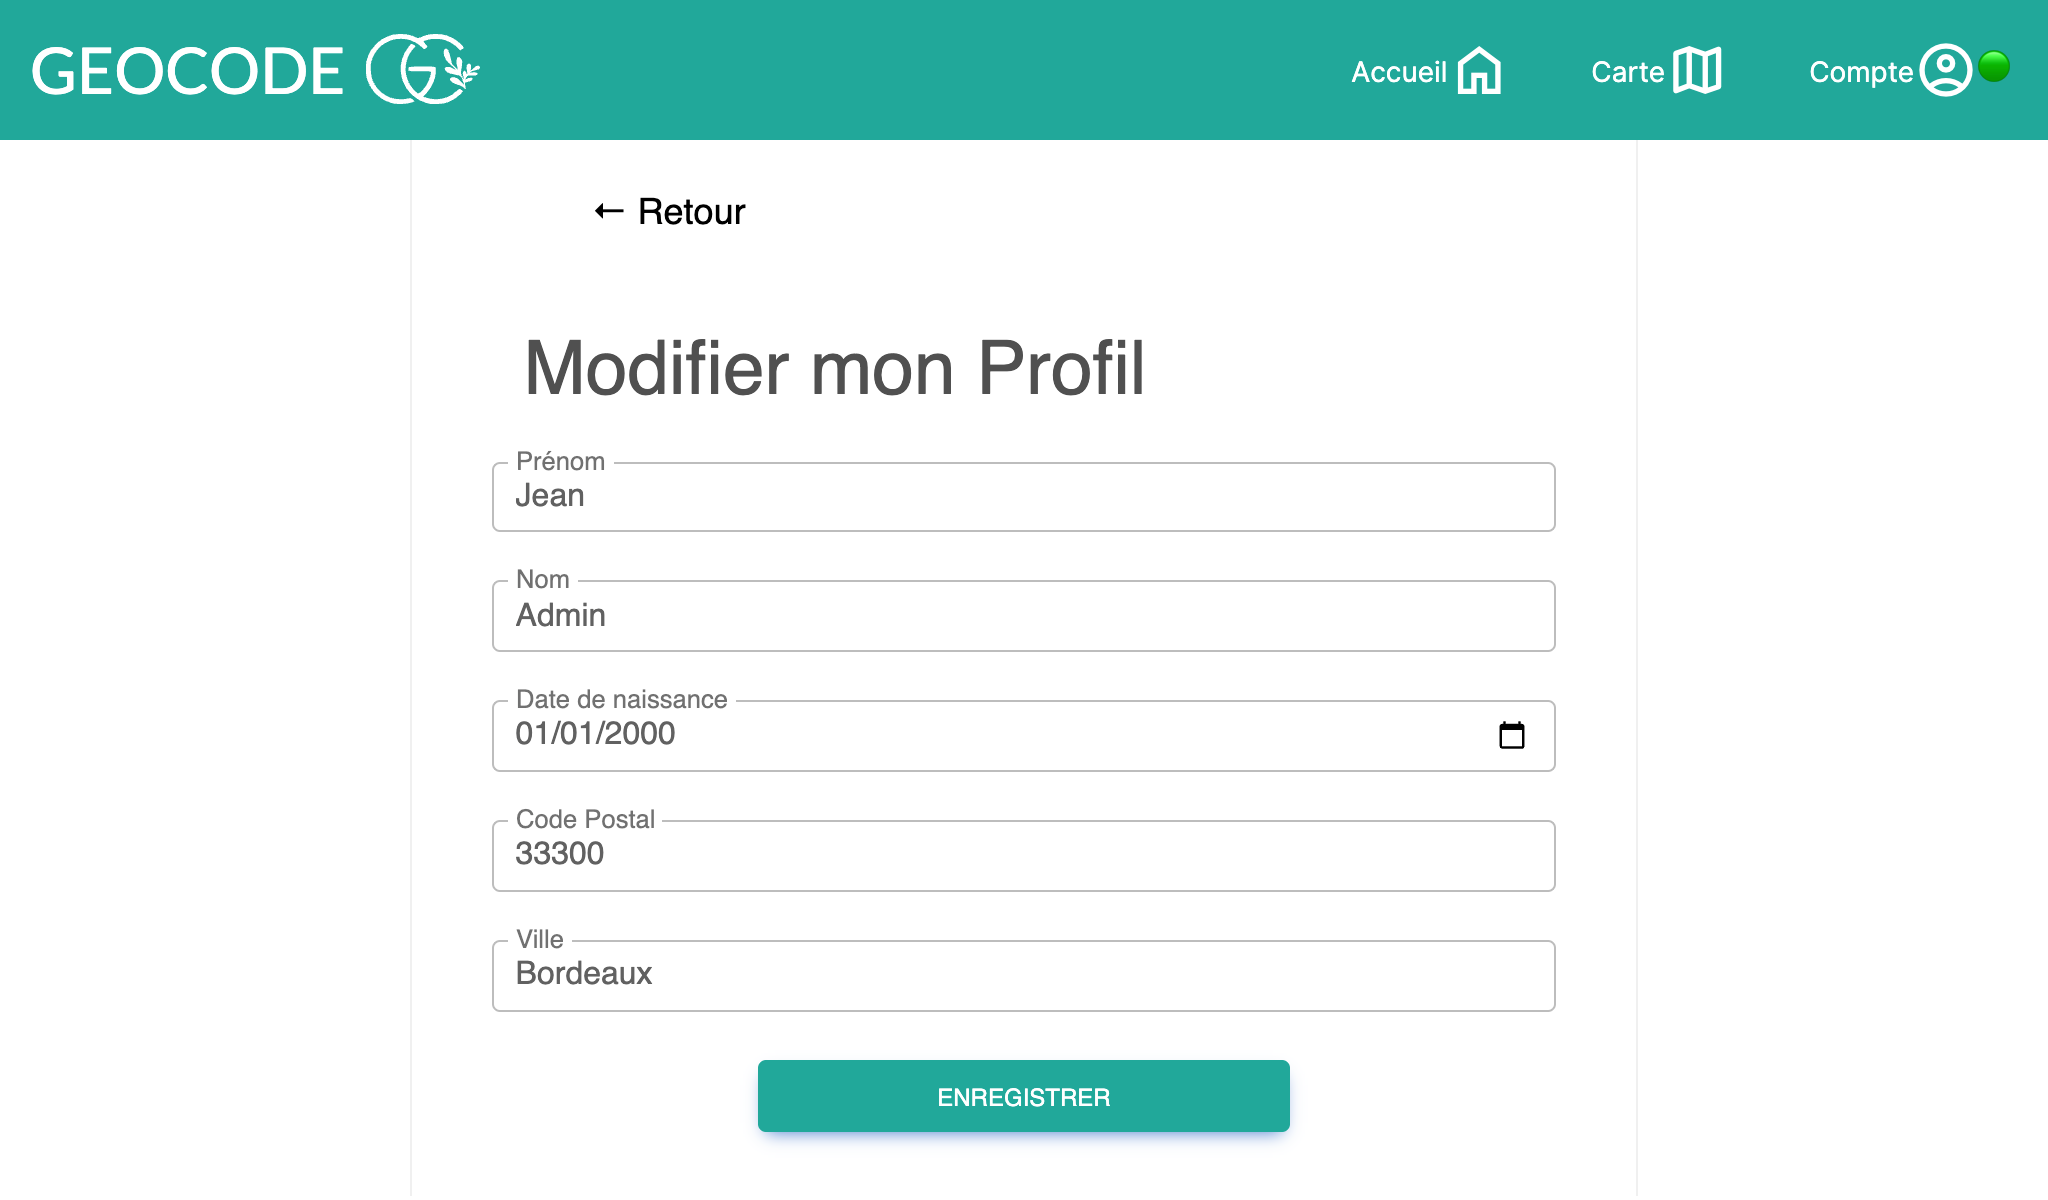 GEOCODE
Accueil
Carte
Compte
← Retour
Modifier mon Profil
Prénom
Jean
Nom
Admin
Date de naissance
01/01/2000
Code Postal
33300
Ville
Bordeaux
ENREGISTRER